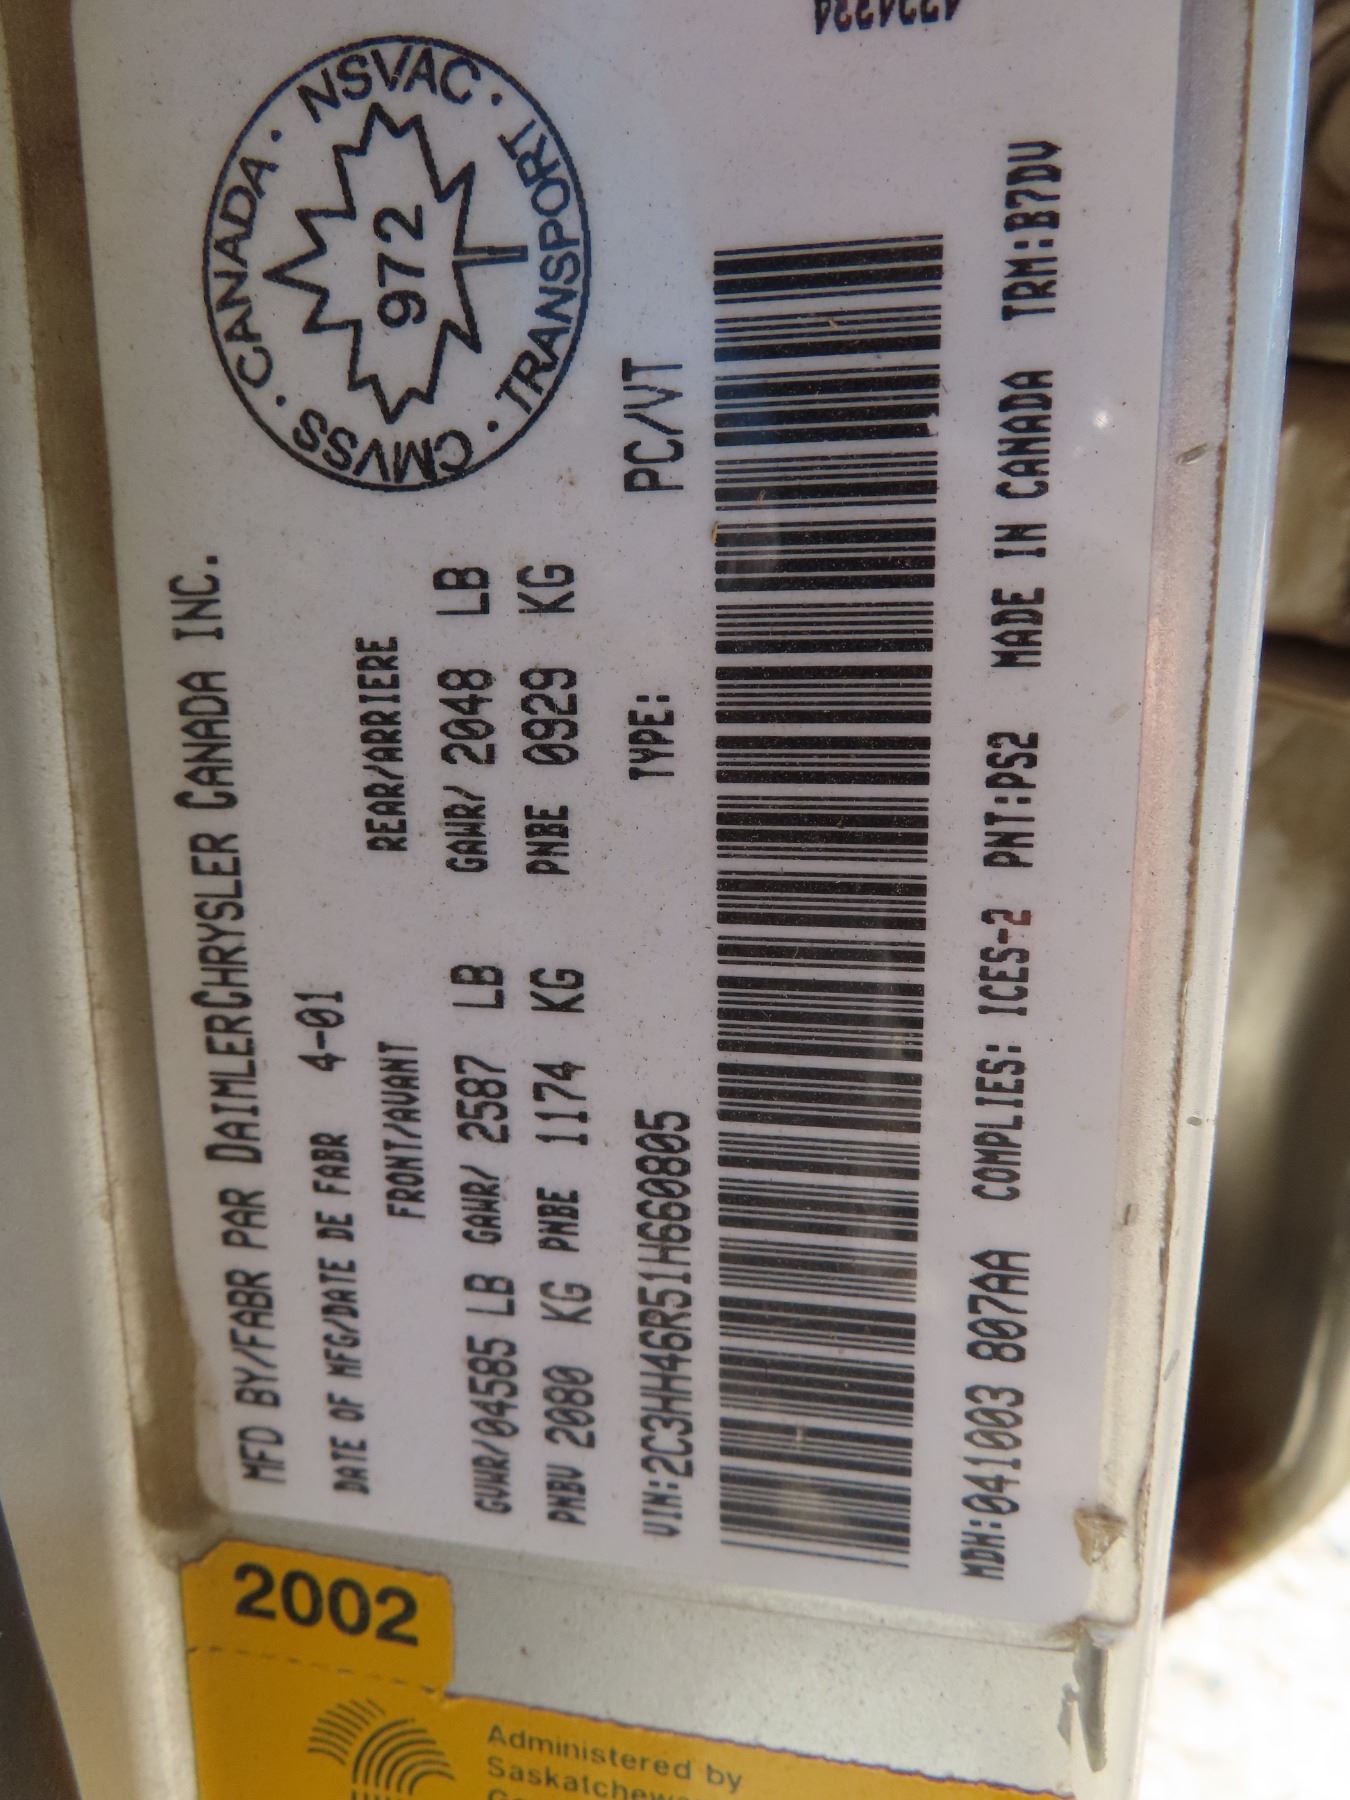 MFD BY/FABR PAR DAIMLERCHRYSLER CANADA INC.
DATE OF MFG/DATE DE FABR 4-01
FRONT/AVANT REAR/ARRIERE
GVWR/04585 LB GAWR/ 2587 LB GAWR/ 2048 LB
PNBV 2080 KG PNBE 1174 KG PNBE 0929 KG
VIN:2C3HH46R51H660805 TYPE: PC/VT
MDH:041003 807AA COMPLIES: ICES-2 PNT:PS2 MADE IN CANADA TRM:B7DV
CMVSS · CANADA · NSVAC · TRANSPORT ·
972
2002
Administered by